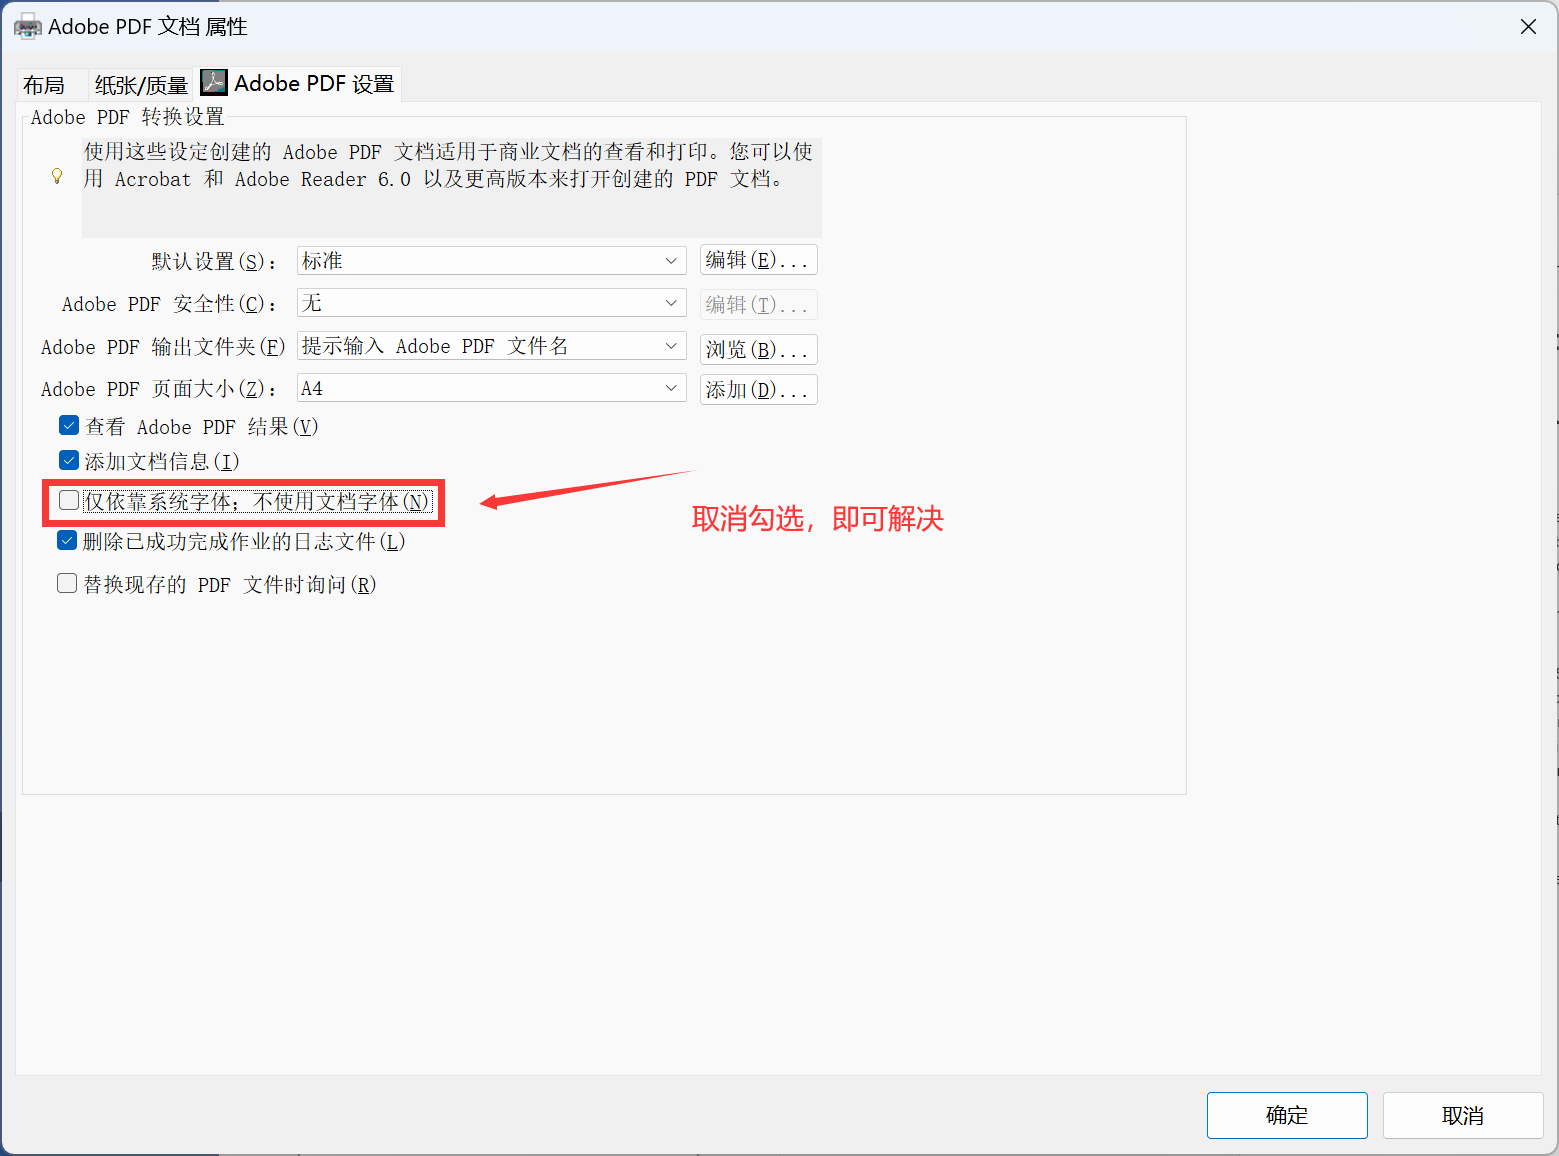 Adobe PDF 文档 属性
布局
纸张/质量
Adobe PDF 设置
Adobe PDF 转换设置
使用这些设定创建的 Adobe PDF 文档适用于商业文档的查看和打印。您可以使
用 Acrobat 和 Adobe Reader 6.0 以及更高版本来打开创建的 PDF 文档。
默认设置(S): 标准 编辑(E)...
Adobe PDF 安全性(C): 无 编辑(T)...
Adobe PDF 输出文件夹(F) 提示输入 Adobe PDF 文件名 浏览(B)...
Adobe PDF 页面大小(Z): A4 添加(D)...
查看 Adobe PDF 结果(V)
添加文档信息(I)
仅依靠系统字体；不使用文档字体(N)
取消勾选，即可解决
删除已成功完成作业的日志文件(L)
替换现存的 PDF 文件时询问(R)
确定
取消